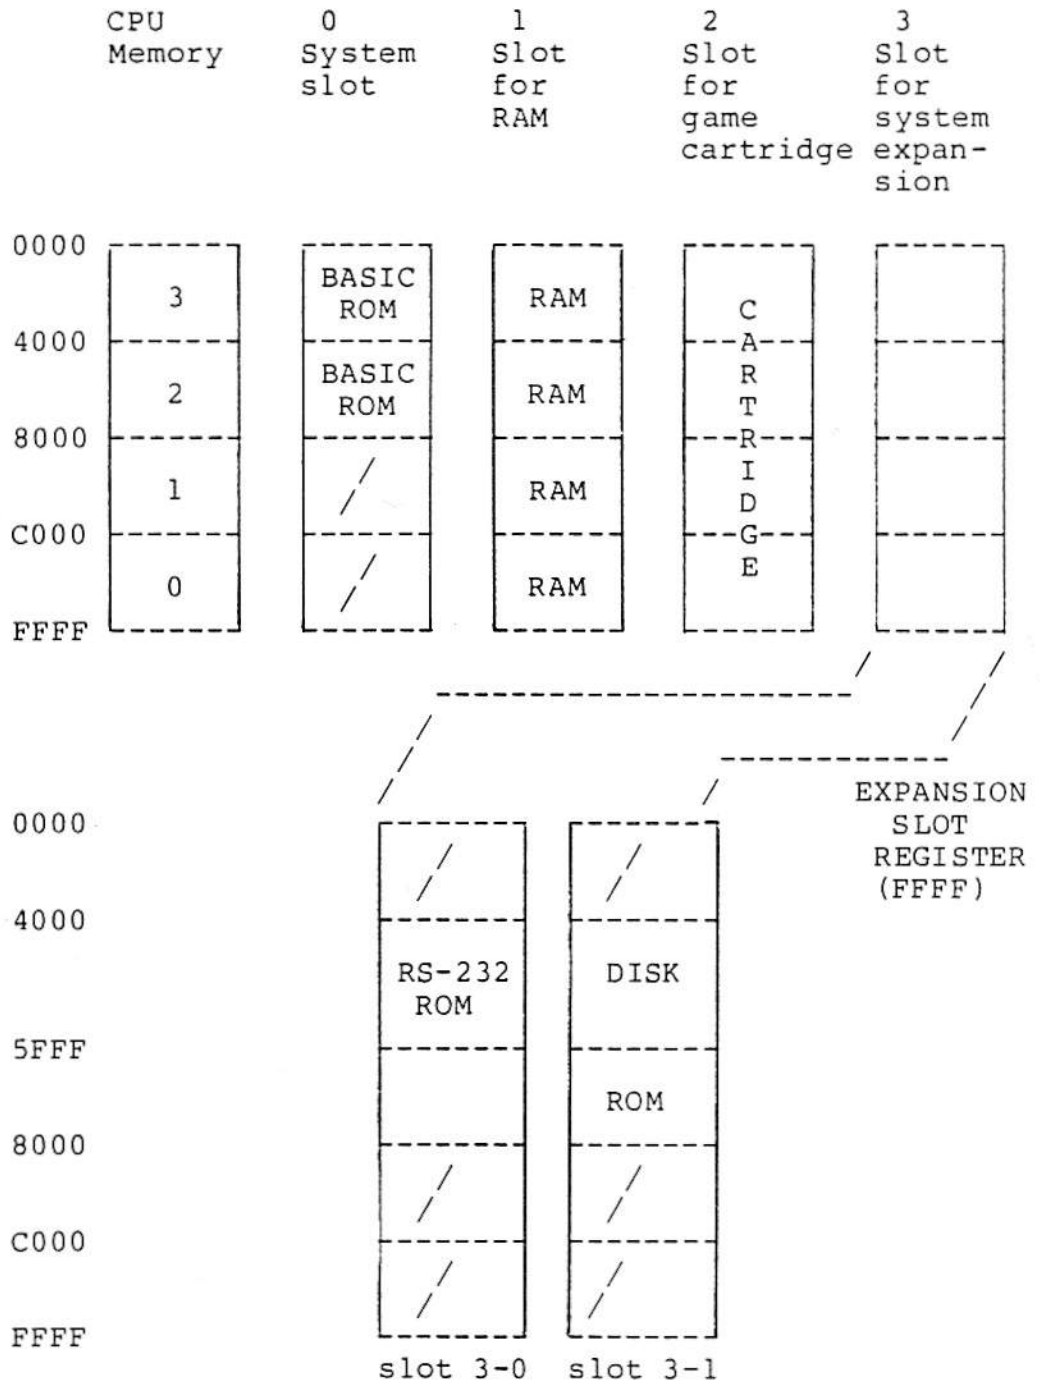 CPU 0 1 2 3
Memory System Slot Slot Slot
slot for for for
RAM game system
cartridge expan-
sion
0000
BASIC
3 ROM RAM C
4000 A
BASIC R
2 ROM RAM T
8000 R
I
1 RAM D
C000 G
E
0 RAM
FFFF
EXPANSION
0000 SLOT
REGISTER
(FFFF)
4000
RS-232 DISK
ROM
5FFF
ROM
8000
C000
FFFF
slot 3-0 slot 3-1